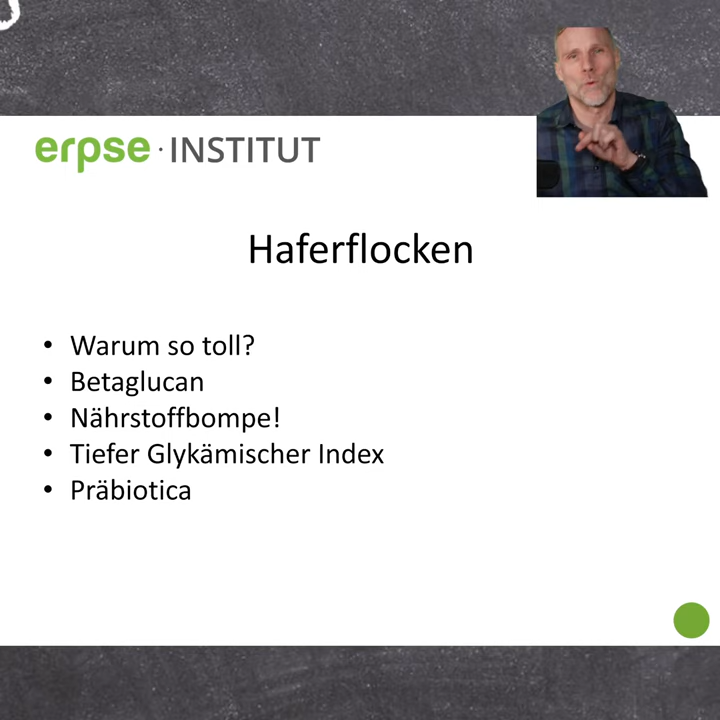 erpse · INSTITUT
Haferflocken
• Warum so toll?
• Betaglucan
• Nährstoffbompe!
• Tiefer Glykämischer Index
• Präbiotica